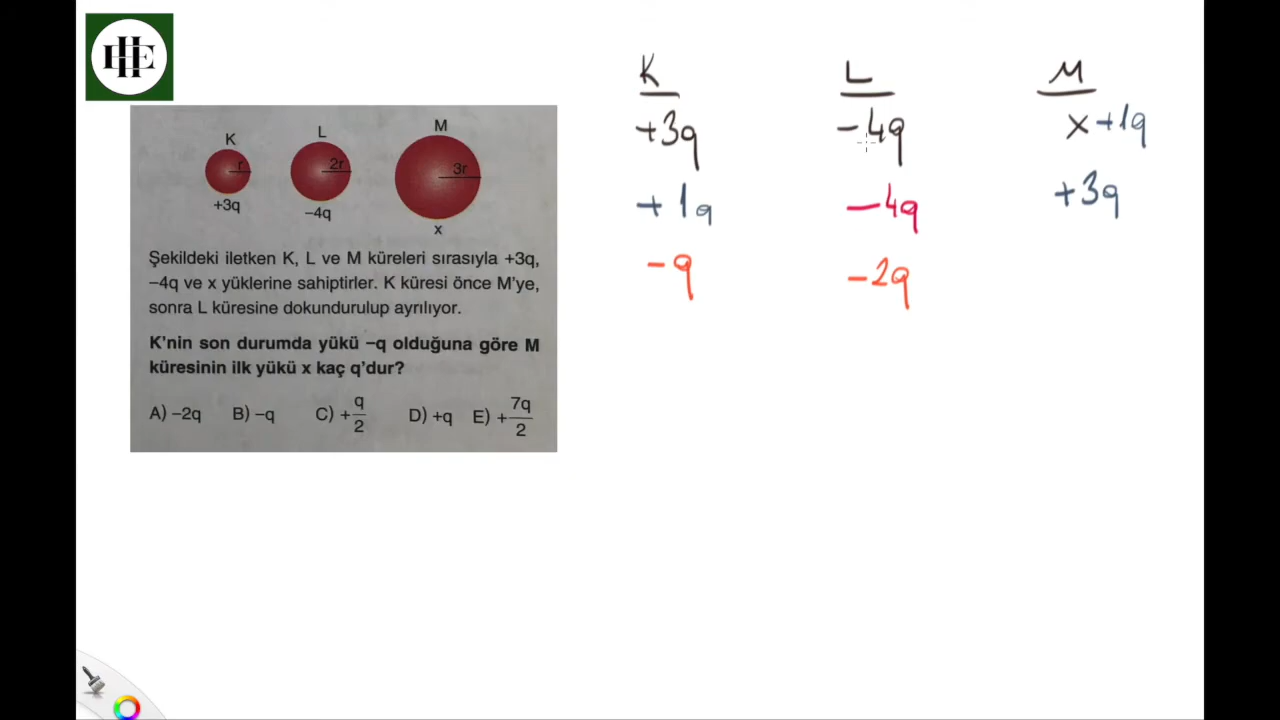 IHE
K L M
r 2r 3r
+3q -4q x
Şekildeki iletken K, L ve M küreleri sırasıyla +3q,
–4q ve x yüklerine sahiptirler. K küresi önce M'ye,
sonra L küresine dokundurulup ayrılıyor.
K'nin son durumda yükü –q olduğuna göre M
küresinin ilk yükü x kaç q'dur?
A) –2q B) –q C) +q/2 D) +q E) +7q/2
K L M
+3q -4q x +1q
+1q -4q +3q
-q -2q